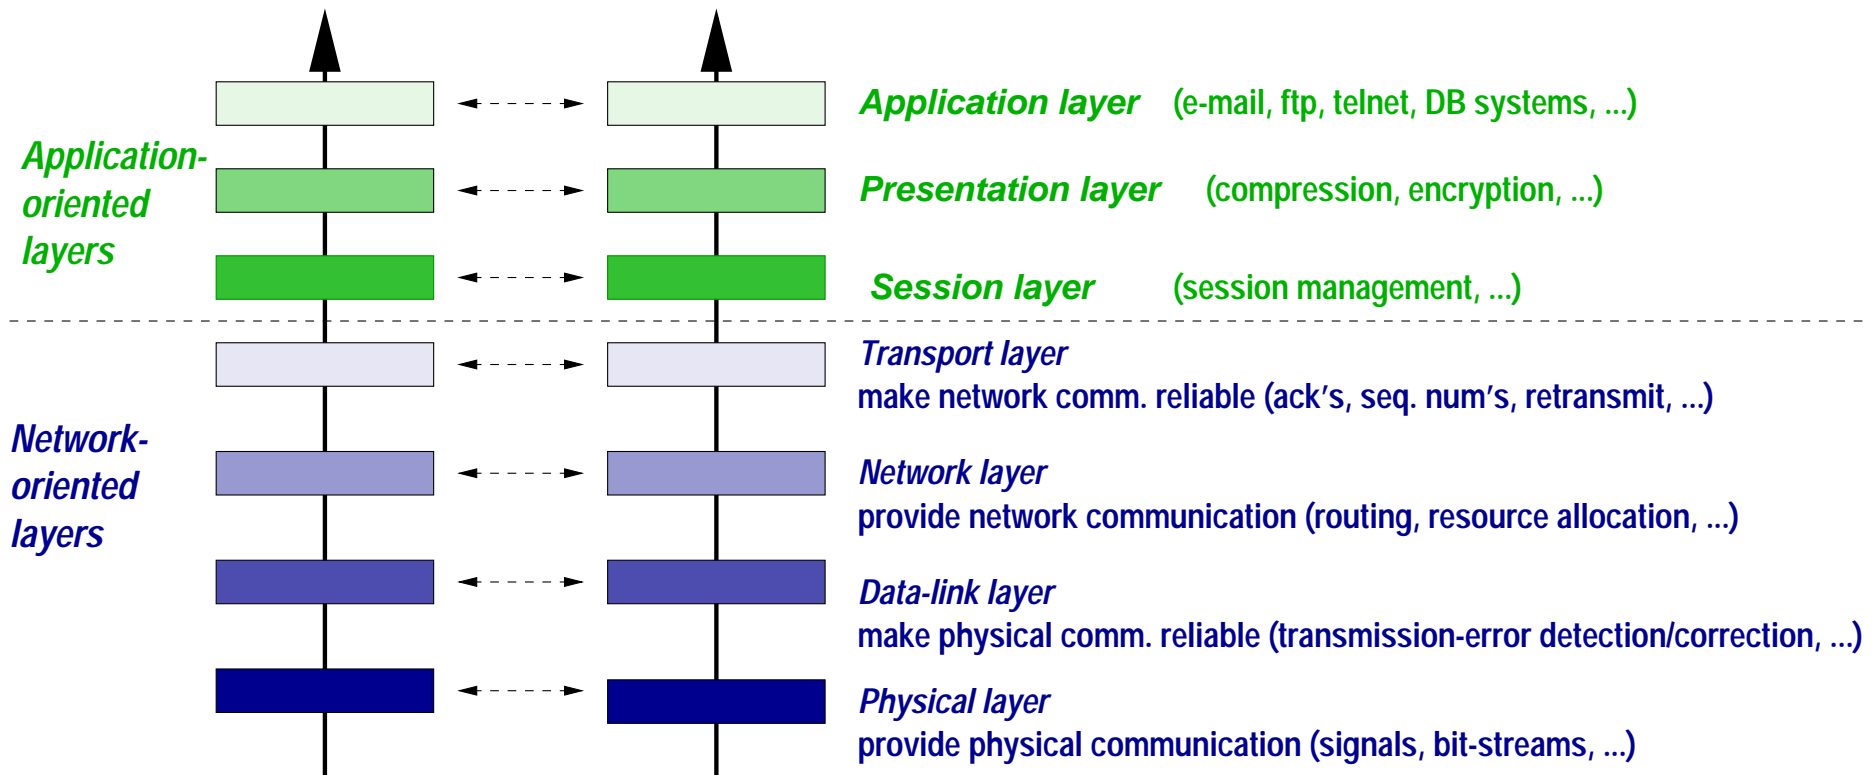 Application-
oriented
layers
Application layer (e-mail, ftp, telnet, DB systems, ...)
Presentation layer (compression, encryption, ...)
Session layer (session management, ...)
Network-
oriented
layers
Transport layer
make network comm. reliable (ack's, seq. num's, retransmit, ...)
Network layer
provide network communication (routing, resource allocation, ...)
Data-link layer
make physical comm. reliable (transmission-error detection/correction, ...)
Physical layer
provide physical communication (signals, bit-streams, ...)